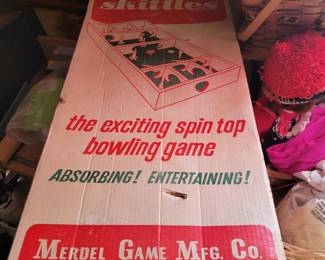 skittles
the exciting spin top
bowling game
ABSORBING! ENTERTAINING!
MERDEL GAME MFG. CO.